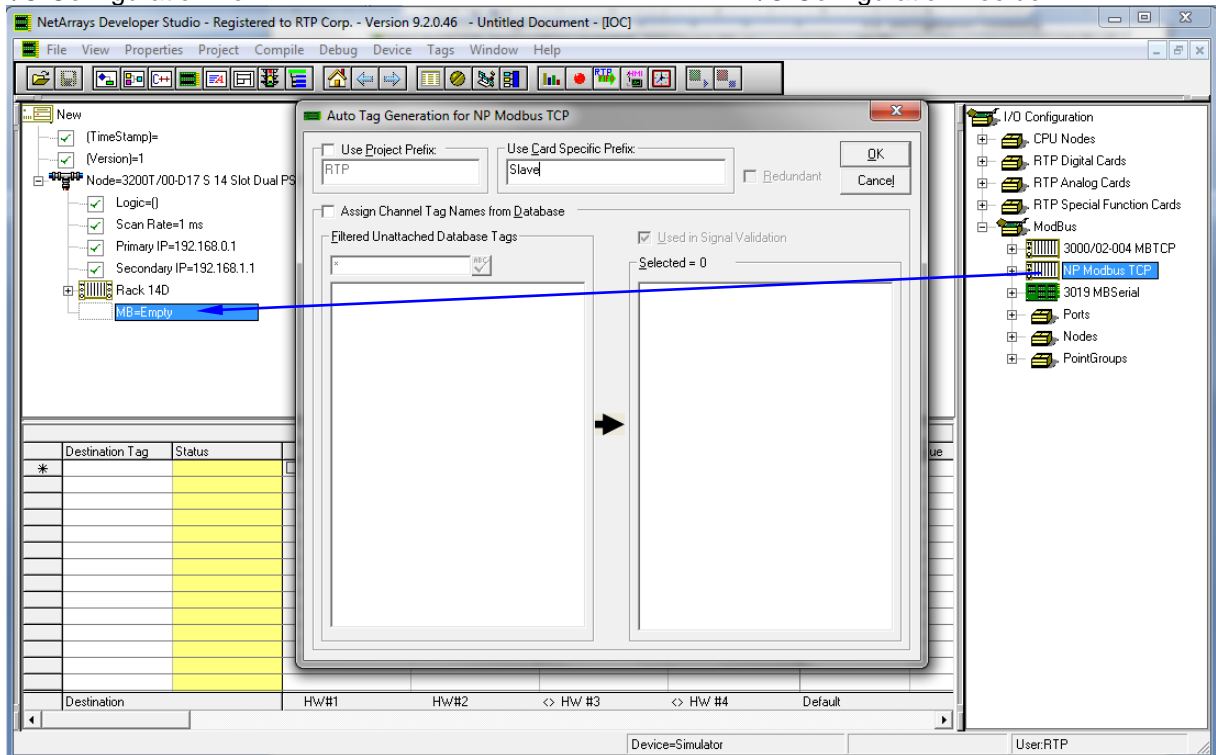 NetArrays Developer Studio - Registered to RTP Corp. - Version 9.2.0.46 - Untitled Document - [IOC]
File View Properties Project Compile Debug Device Tags Window Help
New
(TimeStamp)=
(Version)=1
Node=3200T/00-D17 S 14 Slot Dual PS
Logic=()
Scan Rate=1 ms
Primary IP=192.168.0.1
Secondary IP=192.168.1.1
Rack 14D
MB=Empty
Auto Tag Generation for NP Modbus TCP
Use Project Prefix:
RTP
Use Card Specific Prefix:
Slave
Redundant
OK
Cancel
Assign Channel Tag Names from Database
Filtered Unattached Database Tags
*
ABC
Used in Signal Validation
Selected = 0
I/O Configuration
CPU Nodes
RTP Digital Cards
RTP Analog Cards
RTP Special Function Cards
ModBus
3000/02-004 MBTCP
NP Modbus TCP
3019 MBSerial
Ports
Nodes
PointGroups
Destination Tag Status ue
*
Destination HW#1 HW#2 <> HW #3 <> HW #4 Default
Device=Simulator User:RTP